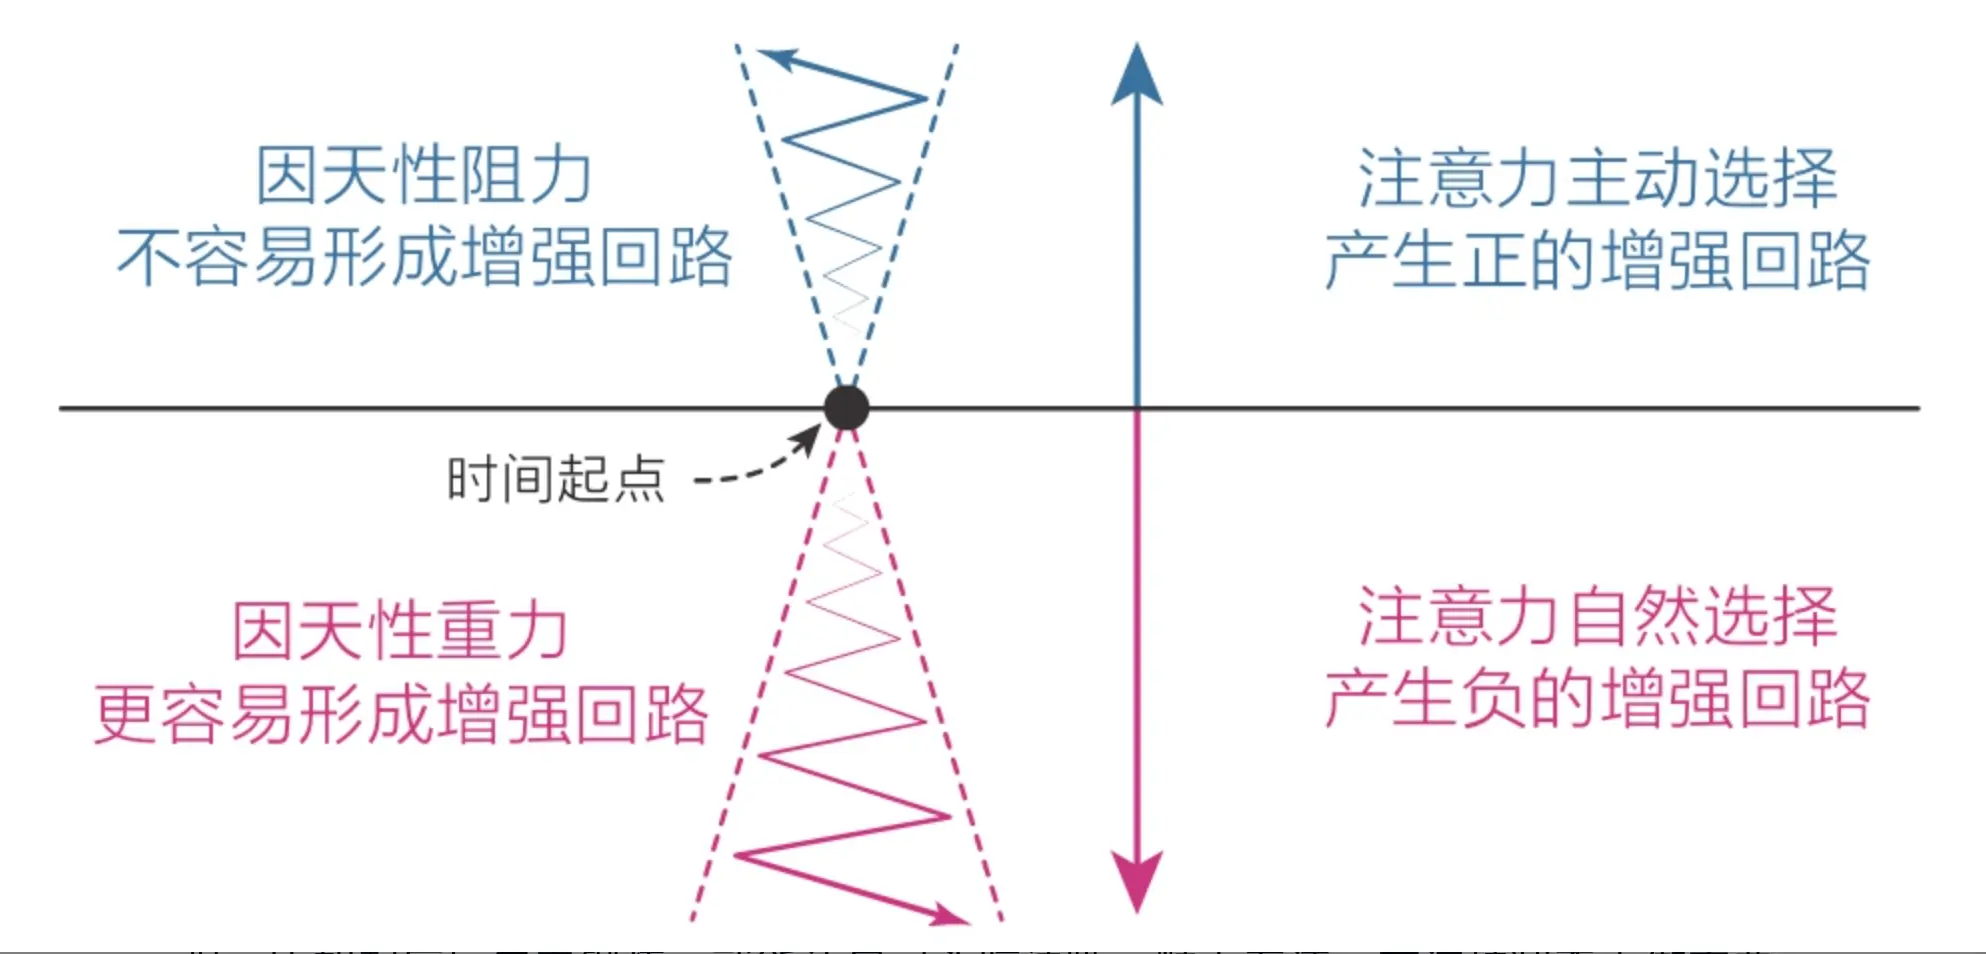 因天性阻力
不容易形成增强回路
注意力主动选择
产生正的增强回路
时间起点
因天性重力
更容易形成增强回路
注意力自然选择
产生负的增强回路